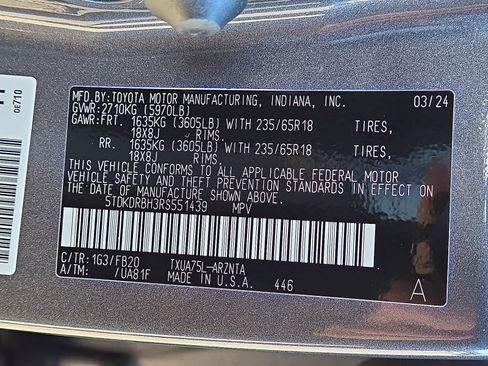 MFD.BY:TOYOTA MOTOR MANUFACTURING, INDIANA, INC. 03/24
GVWR:2710KG (5970LB)
GAWR:FRT. 1635KG (3605LB) WITH 235/65R18 TIRES,
18X8J RIMS.
RR. 1635KG (3605LB) WITH 235/65R18 TIRES,
18X8J RIMS.
THIS VEHICLE CONFORMS TO ALL APPLICABLE FEDERAL MOTOR
VEHICLE SAFETY AND THEFT PREVENTION STANDARDS IN EFFECT ON
THE DATE OF MANUFACTURE SHOWN ABOVE.
5TDKDRBH3RS551439 MPV
C/TR:1G3/FB20 TXUA75L-ARZNTA
A/TM: /UA81F MADE IN U.S.A. 446
A
0E710